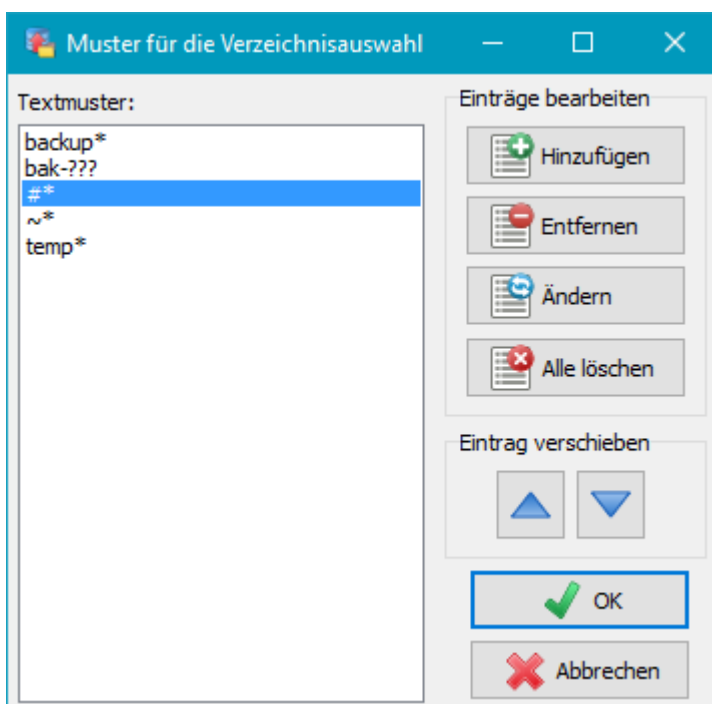 Muster für die Verzeichnisauswahl
Textmuster:
backup*
bak-???
#*
~*
temp*
Einträge bearbeiten
Hinzufügen
Entfernen
Ändern
Alle löschen
Eintrag verschieben
OK
Abbrechen